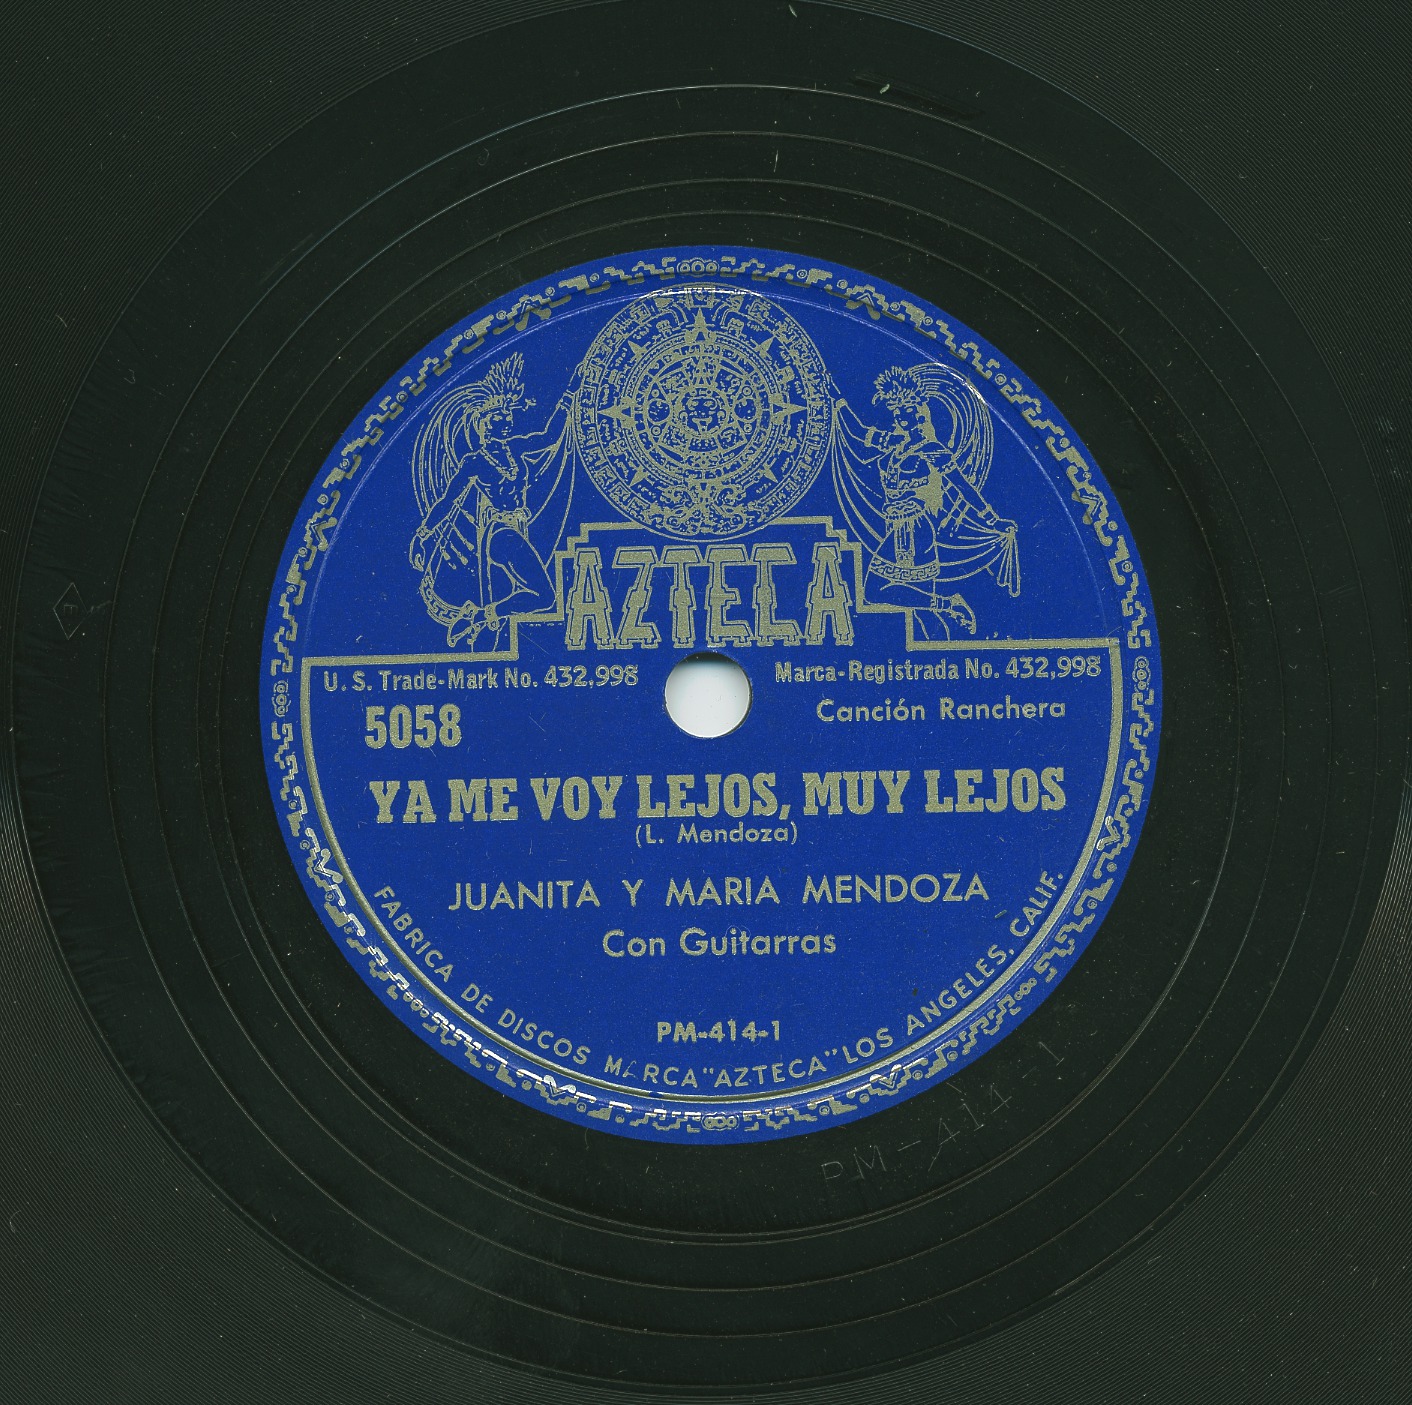 AZTECA
U. S. Trade-Mark No. 432,998
Marca-Registrada No. 432,998
5058
Canción Ranchera
YA ME VOY LEJOS, MUY LEJOS
(L. Mendoza)
JUANITA Y MARIA MENDOZA
Con Guitarras
PM-414-1
FABRICA DE DISCOS MARCA "AZTECA" LOS ANGELES, CALIF.
PM-414-1